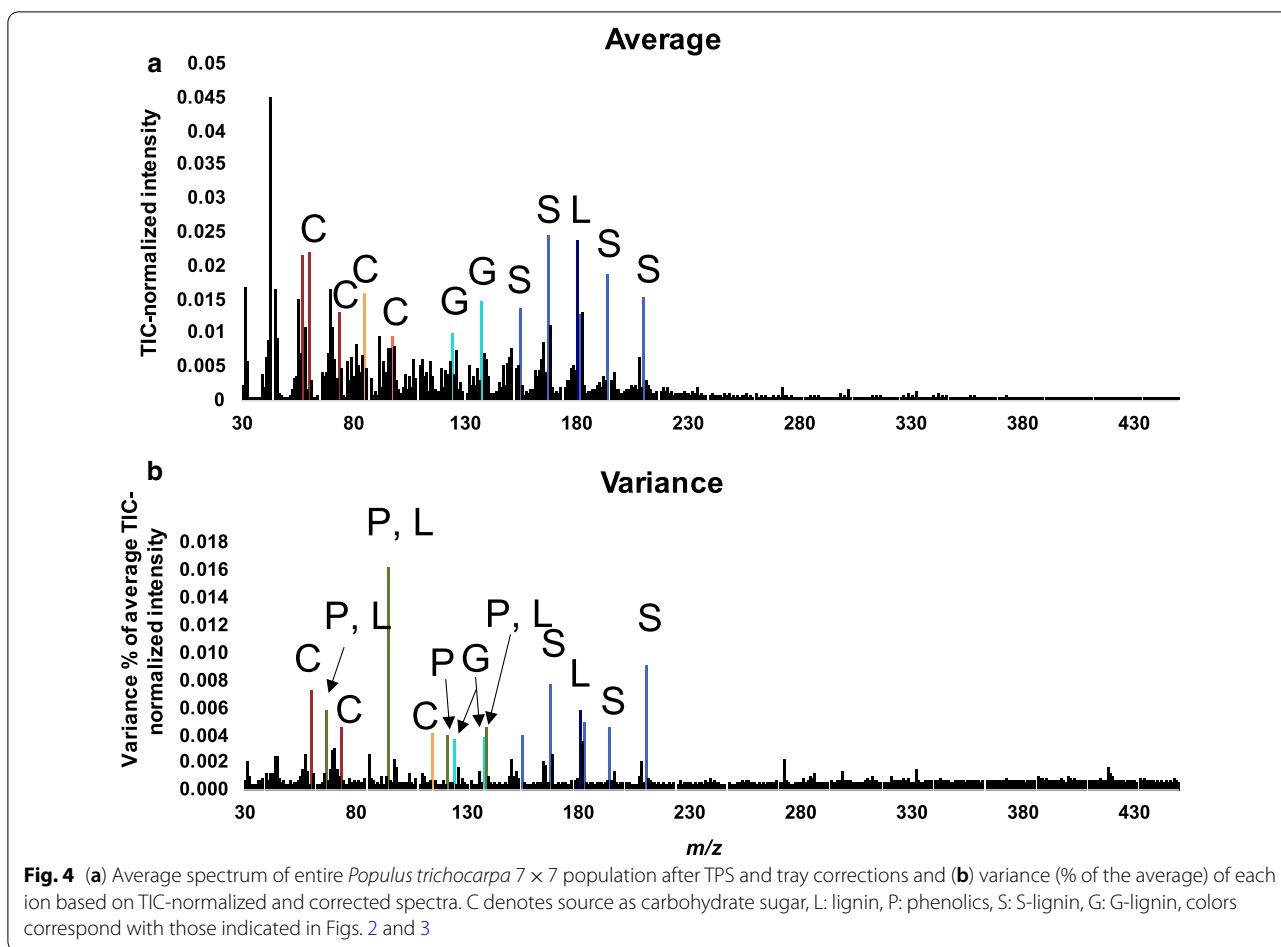 Average
a
TIC-normalized intensity
0.05
0.045
0.04
0.035
0.03
0.025
0.02
0.015
0.01
0.005
0
C
C
C
C
G
G
S
S
L
S
S
30 80 130 180 230 280 330 380 430
b
Variance
Variance % of average TIC-
normalized intensity
0.018
0.016
0.014
0.012
0.010
0.008
0.006
0.004
0.002
0.000
C
P, L
C
P, L
C
P
G
P, L
S
L
S
S
30 80 130 180 230 280 330 380 430
m/z
Fig. 4 (a) Average spectrum of entire Populus trichocarpa 7 × 7 population after TPS and tray corrections and (b) variance (% of the average) of each
ion based on TIC-normalized and corrected spectra. C denotes source as carbohydrate sugar, L: lignin, P: phenolics, S: S-lignin, G: G-lignin, colors
correspond with those indicated in Figs. 2 and 3